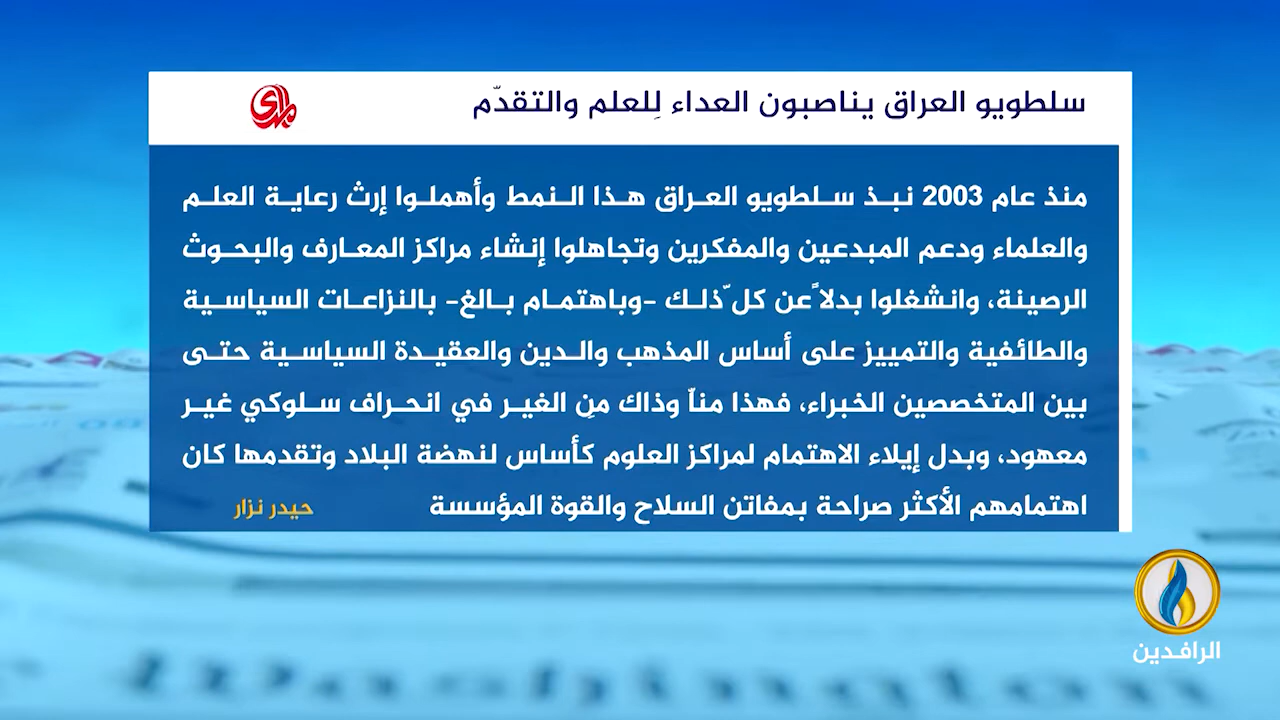 سلطويو العراق يناصبون العداء لِلعلم والتقدّم
المدى
منذ عام 2003 نبـذ سـلطويو العـراق هـذا الـنمط وأهملـوا إرث رعايـة العلـم
والعلماء ودعم المبدعين والمفكرين وتجاهلوا إنشاء مراكز المعـارف والبحـوث
الرصينة، وانشغلوا بدلاً عن كلّ ذلـك -وباهتمـام بـالغ- بالنزاعـات السياسـية
والطائفية والتمييز على أساس المذهب والـدين والعقيـدة السياسـية حتـى
بين المتخصصين الخبراء، فهذا مناّ وذاك مِن الغيـر في انحـراف سـلوكي غيـر
معهود، وبدل إيلاء الاهتمام لمراكز العلوم كأساس لنهضة البلاد وتقدمها كان
اهتمامهم الأكثر صراحة بمفاتن السلاح والقوة المؤسسة
حيدر نزار
الرافدين